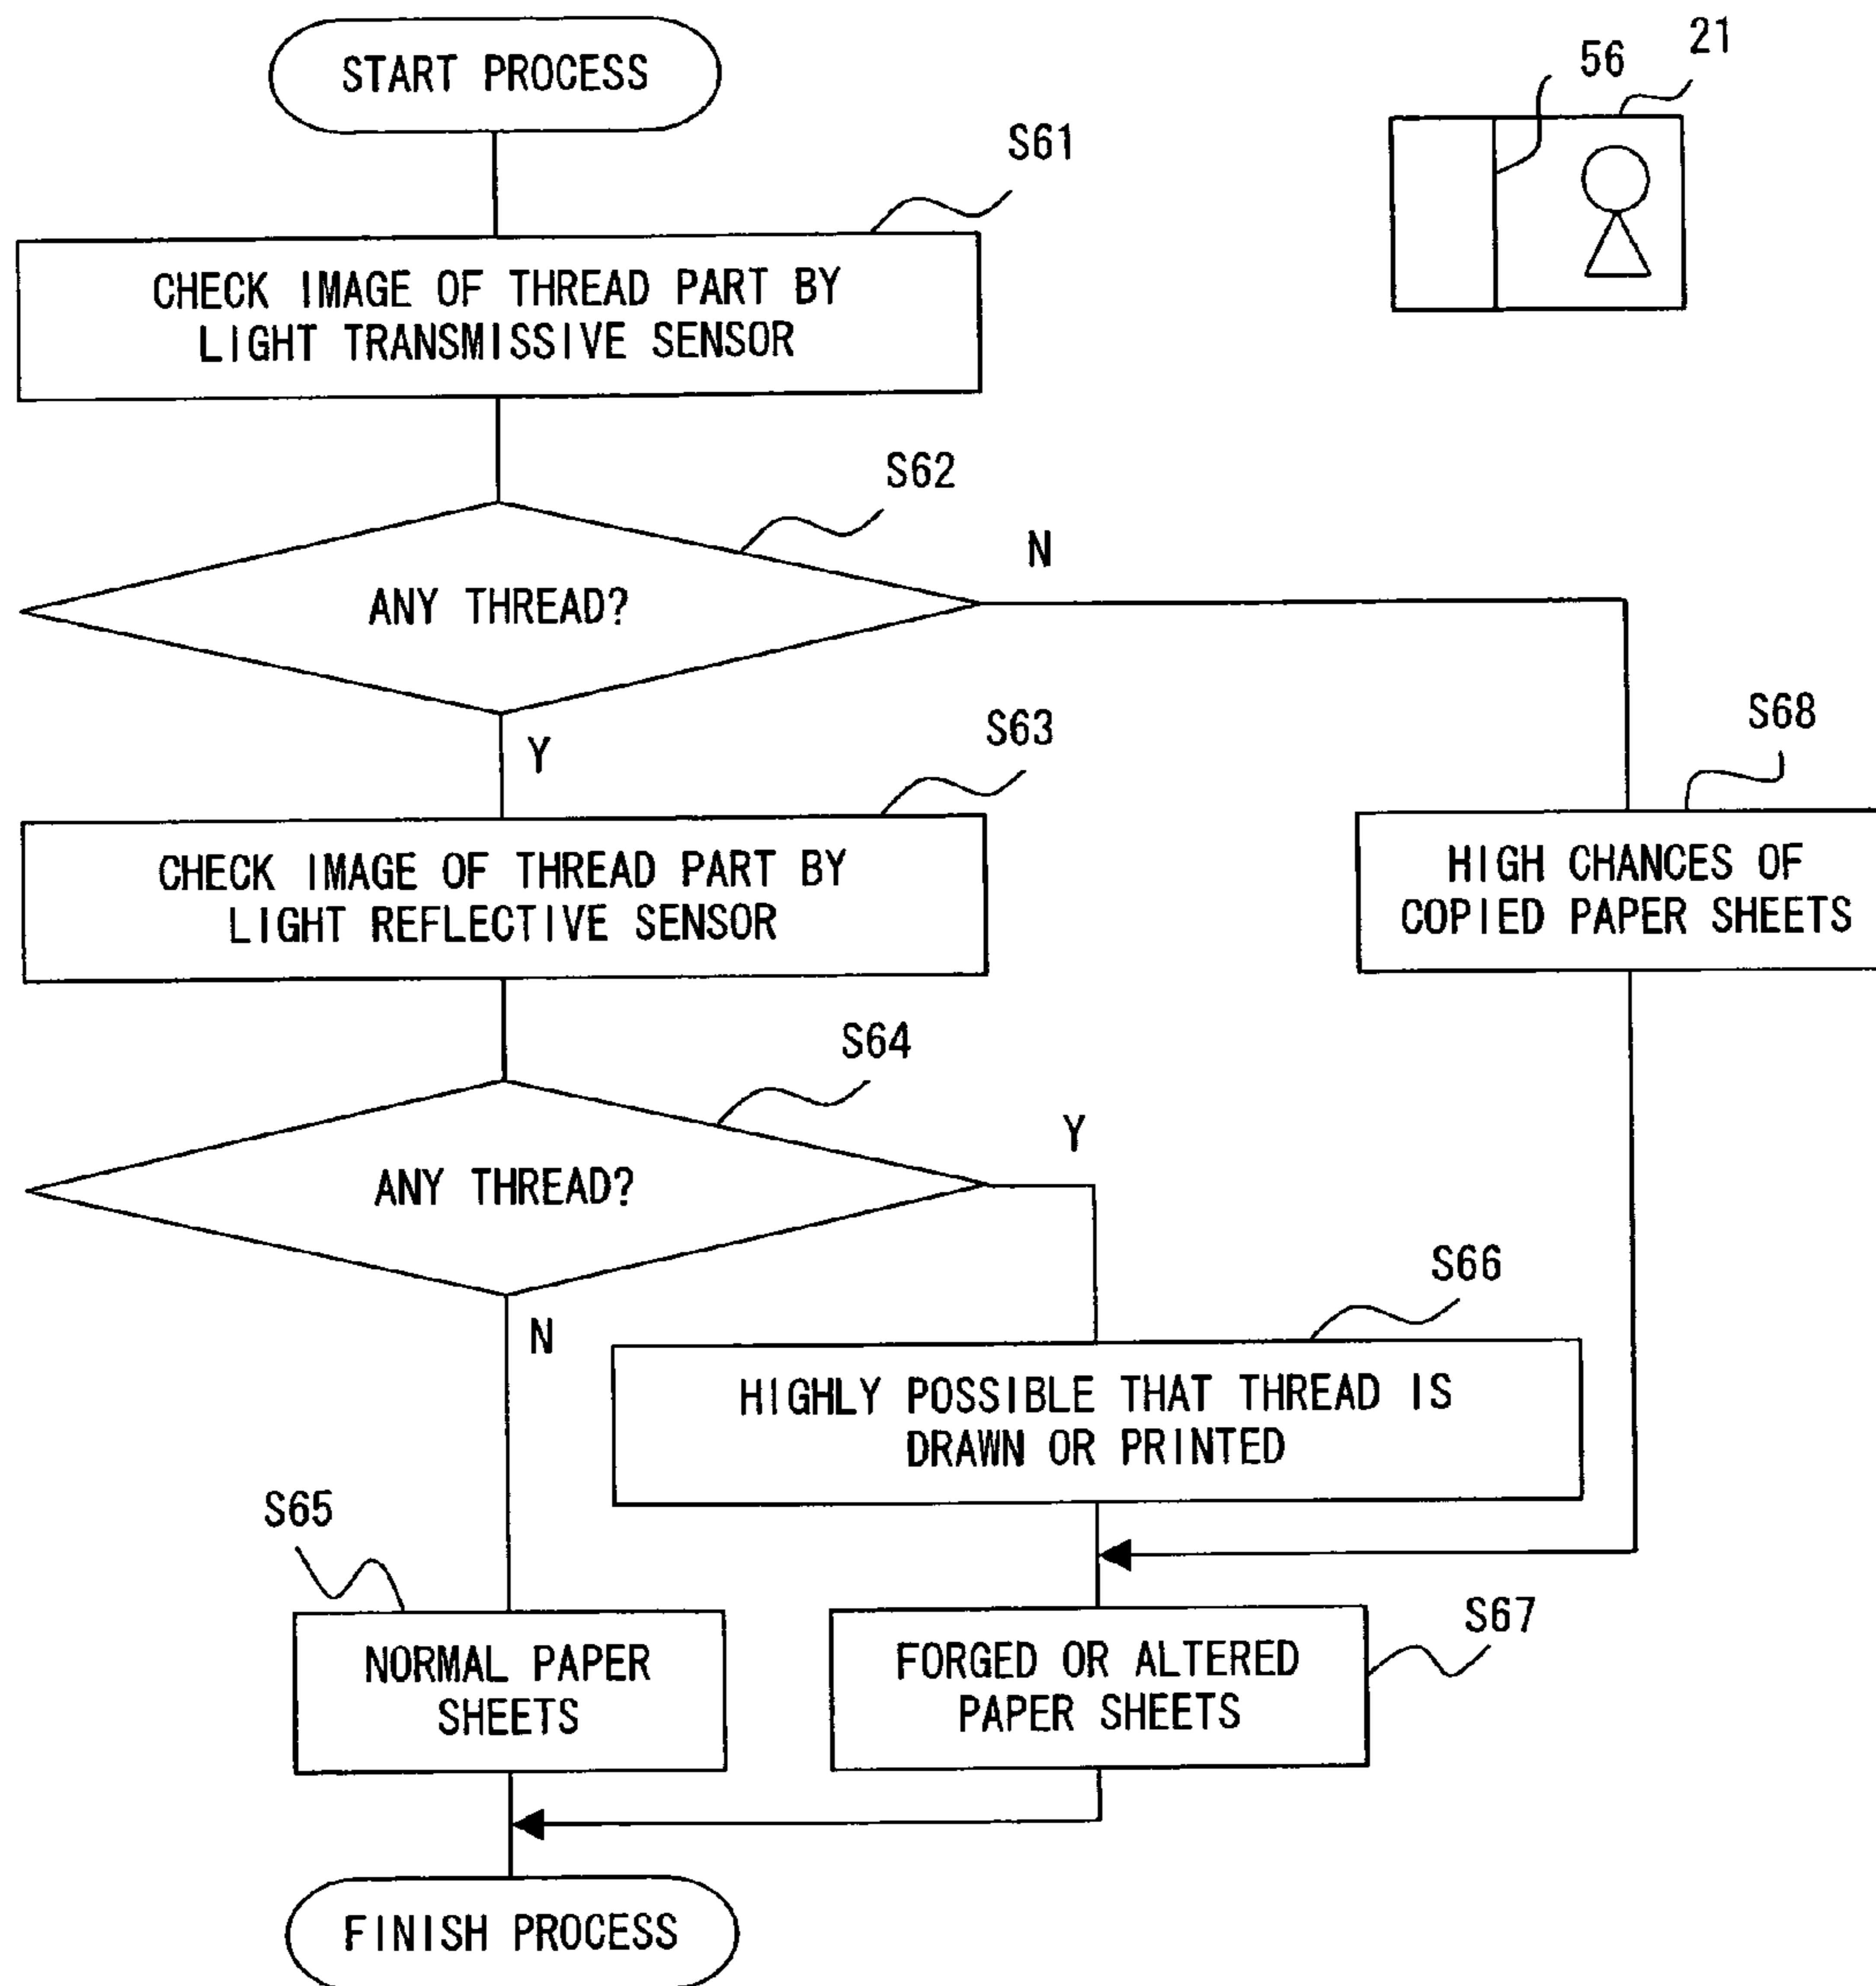 START PROCESS
56
21
S61
CHECK IMAGE OF THREAD PART BY
LIGHT TRANSMISSIVE SENSOR
S62
ANY THREAD?
N
Y
S63
CHECK IMAGE OF THREAD PART BY
LIGHT REFLECTIVE SENSOR
S68
HIGH CHANCES OF
COPIED PAPER SHEETS
S64
ANY THREAD?
Y
N
S66
HIGHLY POSSIBLE THAT THREAD IS
DRAWN OR PRINTED
S65
NORMAL PAPER
SHEETS
S67
FORGED OR ALTERED
PAPER SHEETS
FINISH PROCESS